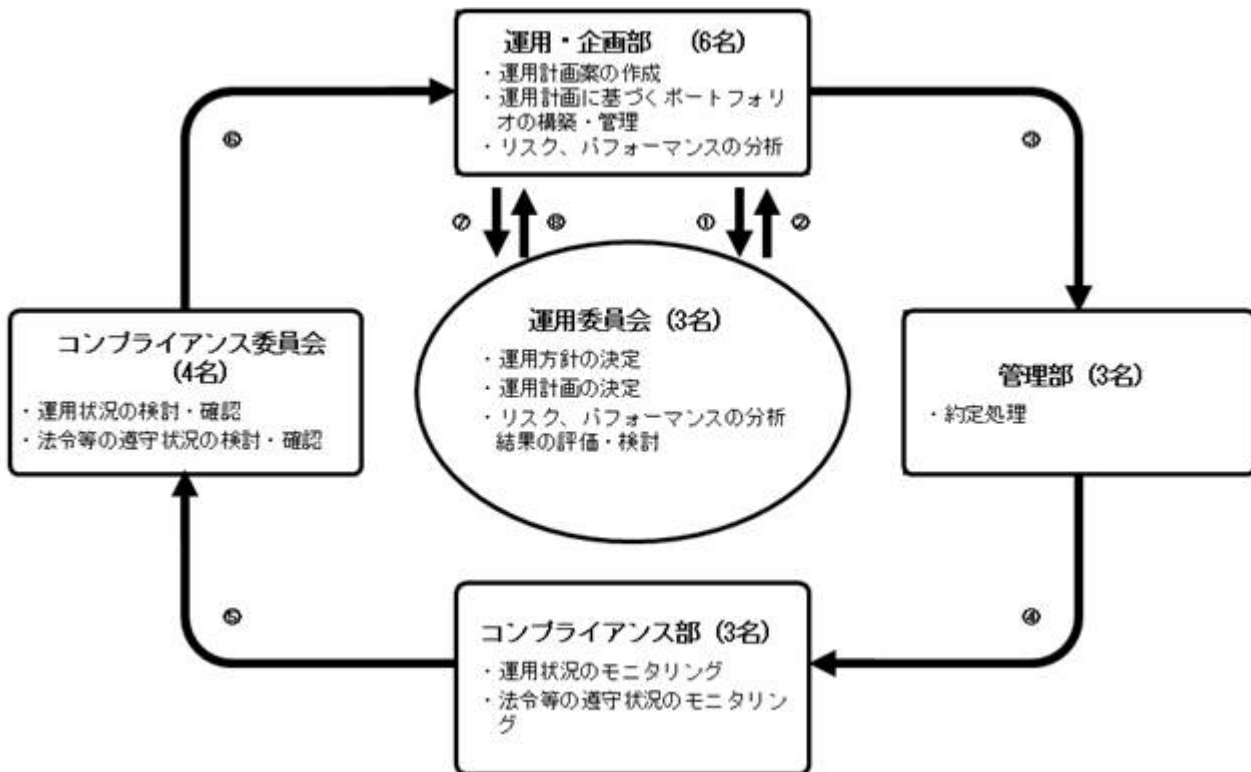 運用・企画部 (6名)
・運用計画案の作成
・運用計画に基づくポートフォリ
オの構築・管理
・リスク、パフォーマンスの分析
⑥
③
⑦
⑧
①
②
運用委員会 (3名)
・運用方針の決定
・運用計画の決定
・リスク、パフォーマンスの分析
結果の評価・検討
コンプライアンス委員会
(4名)
・運用状況の検討・確認
・法令等の遵守状況の検討・確認
管理部 (3名)
・約定処理
⑤
④
コンプライアンス部 (3名)
・運用状況のモニタリング
・法令等の遵守状況のモニタリン
グ